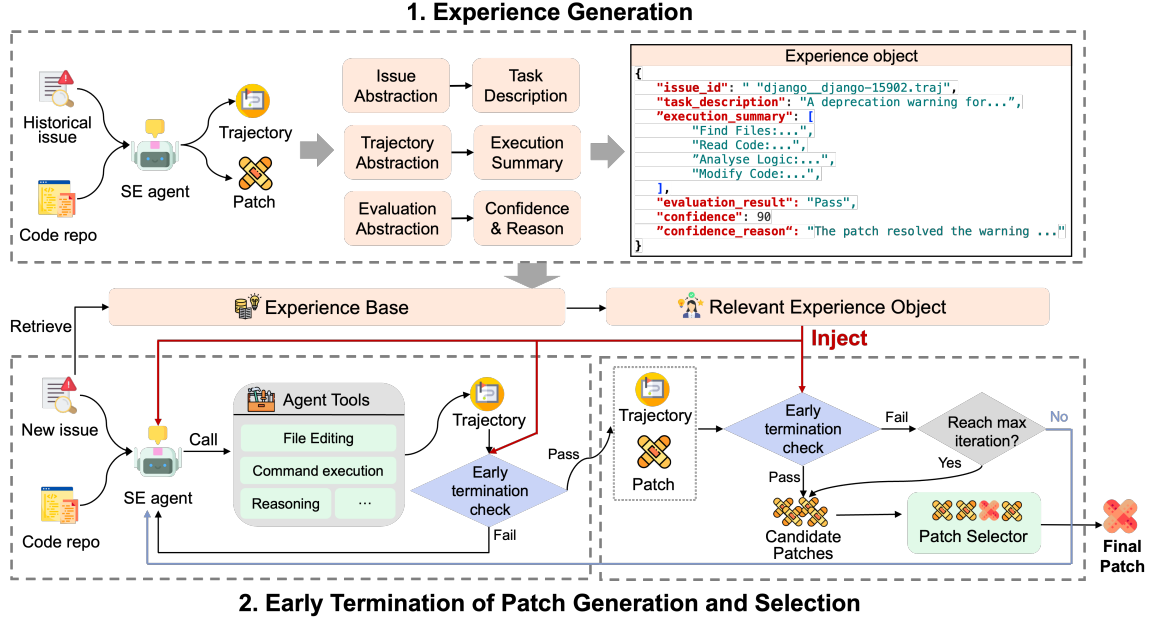 1. Experience Generation
Historical
issue
Code repo
SE agent
Trajectory
Patch
Issue
Abstraction
Task
Description
Trajectory
Abstraction
Execution
Summary
Evaluation
Abstraction
Confidence
& Reason
Experience object
{
"issue_id": " "django__django-15902.traj",
"task_description": "A deprecation warning for...”,
”execution_summary": [
"Find Files:...",
"Read Code:...",
”Analyse Logic:...",
"Modify Code:...",
],
"evaluation_result": "Pass",
"confidence": 90
”confidence_reason“: "The patch resolved the warning ..."
}
Experience Base
Relevant Experience Object
Retrieve
Inject
New issue
Code repo
SE agent
Call
Agent Tools
File Editing
Command execution
Reasoning
...
Trajectory
Early
termination
check
Pass
Fail
Trajectory
Patch
Early
termination
check
Fail
Pass
Reach max
iteration?
No
Yes
Candidate
Patches
Patch Selector
Final
Patch
2. Early Termination of Patch Generation and Selection